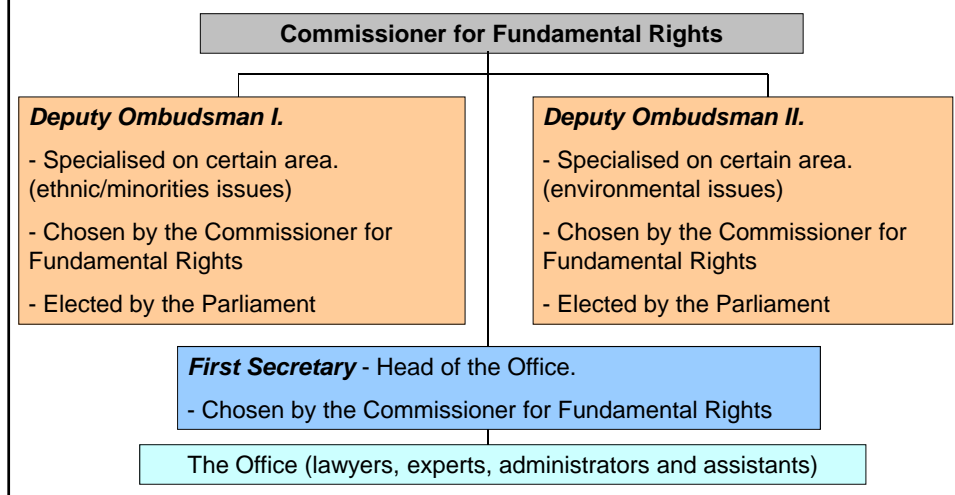 Commissioner for Fundamental Rights
Deputy Ombudsman I.
- Specialised on certain area.
(ethnic/minorities issues)
- Chosen by the Commissioner for
Fundamental Rights
- Elected by the Parliament
Deputy Ombudsman II.
- Specialised on certain area.
(environmental issues)
- Chosen by the Commissioner for
Fundamental Rights
- Elected by the Parliament
First Secretary - Head of the Office.
- Chosen by the Commissioner for Fundamental Rights
The Office (lawyers, experts, administrators and assistants)